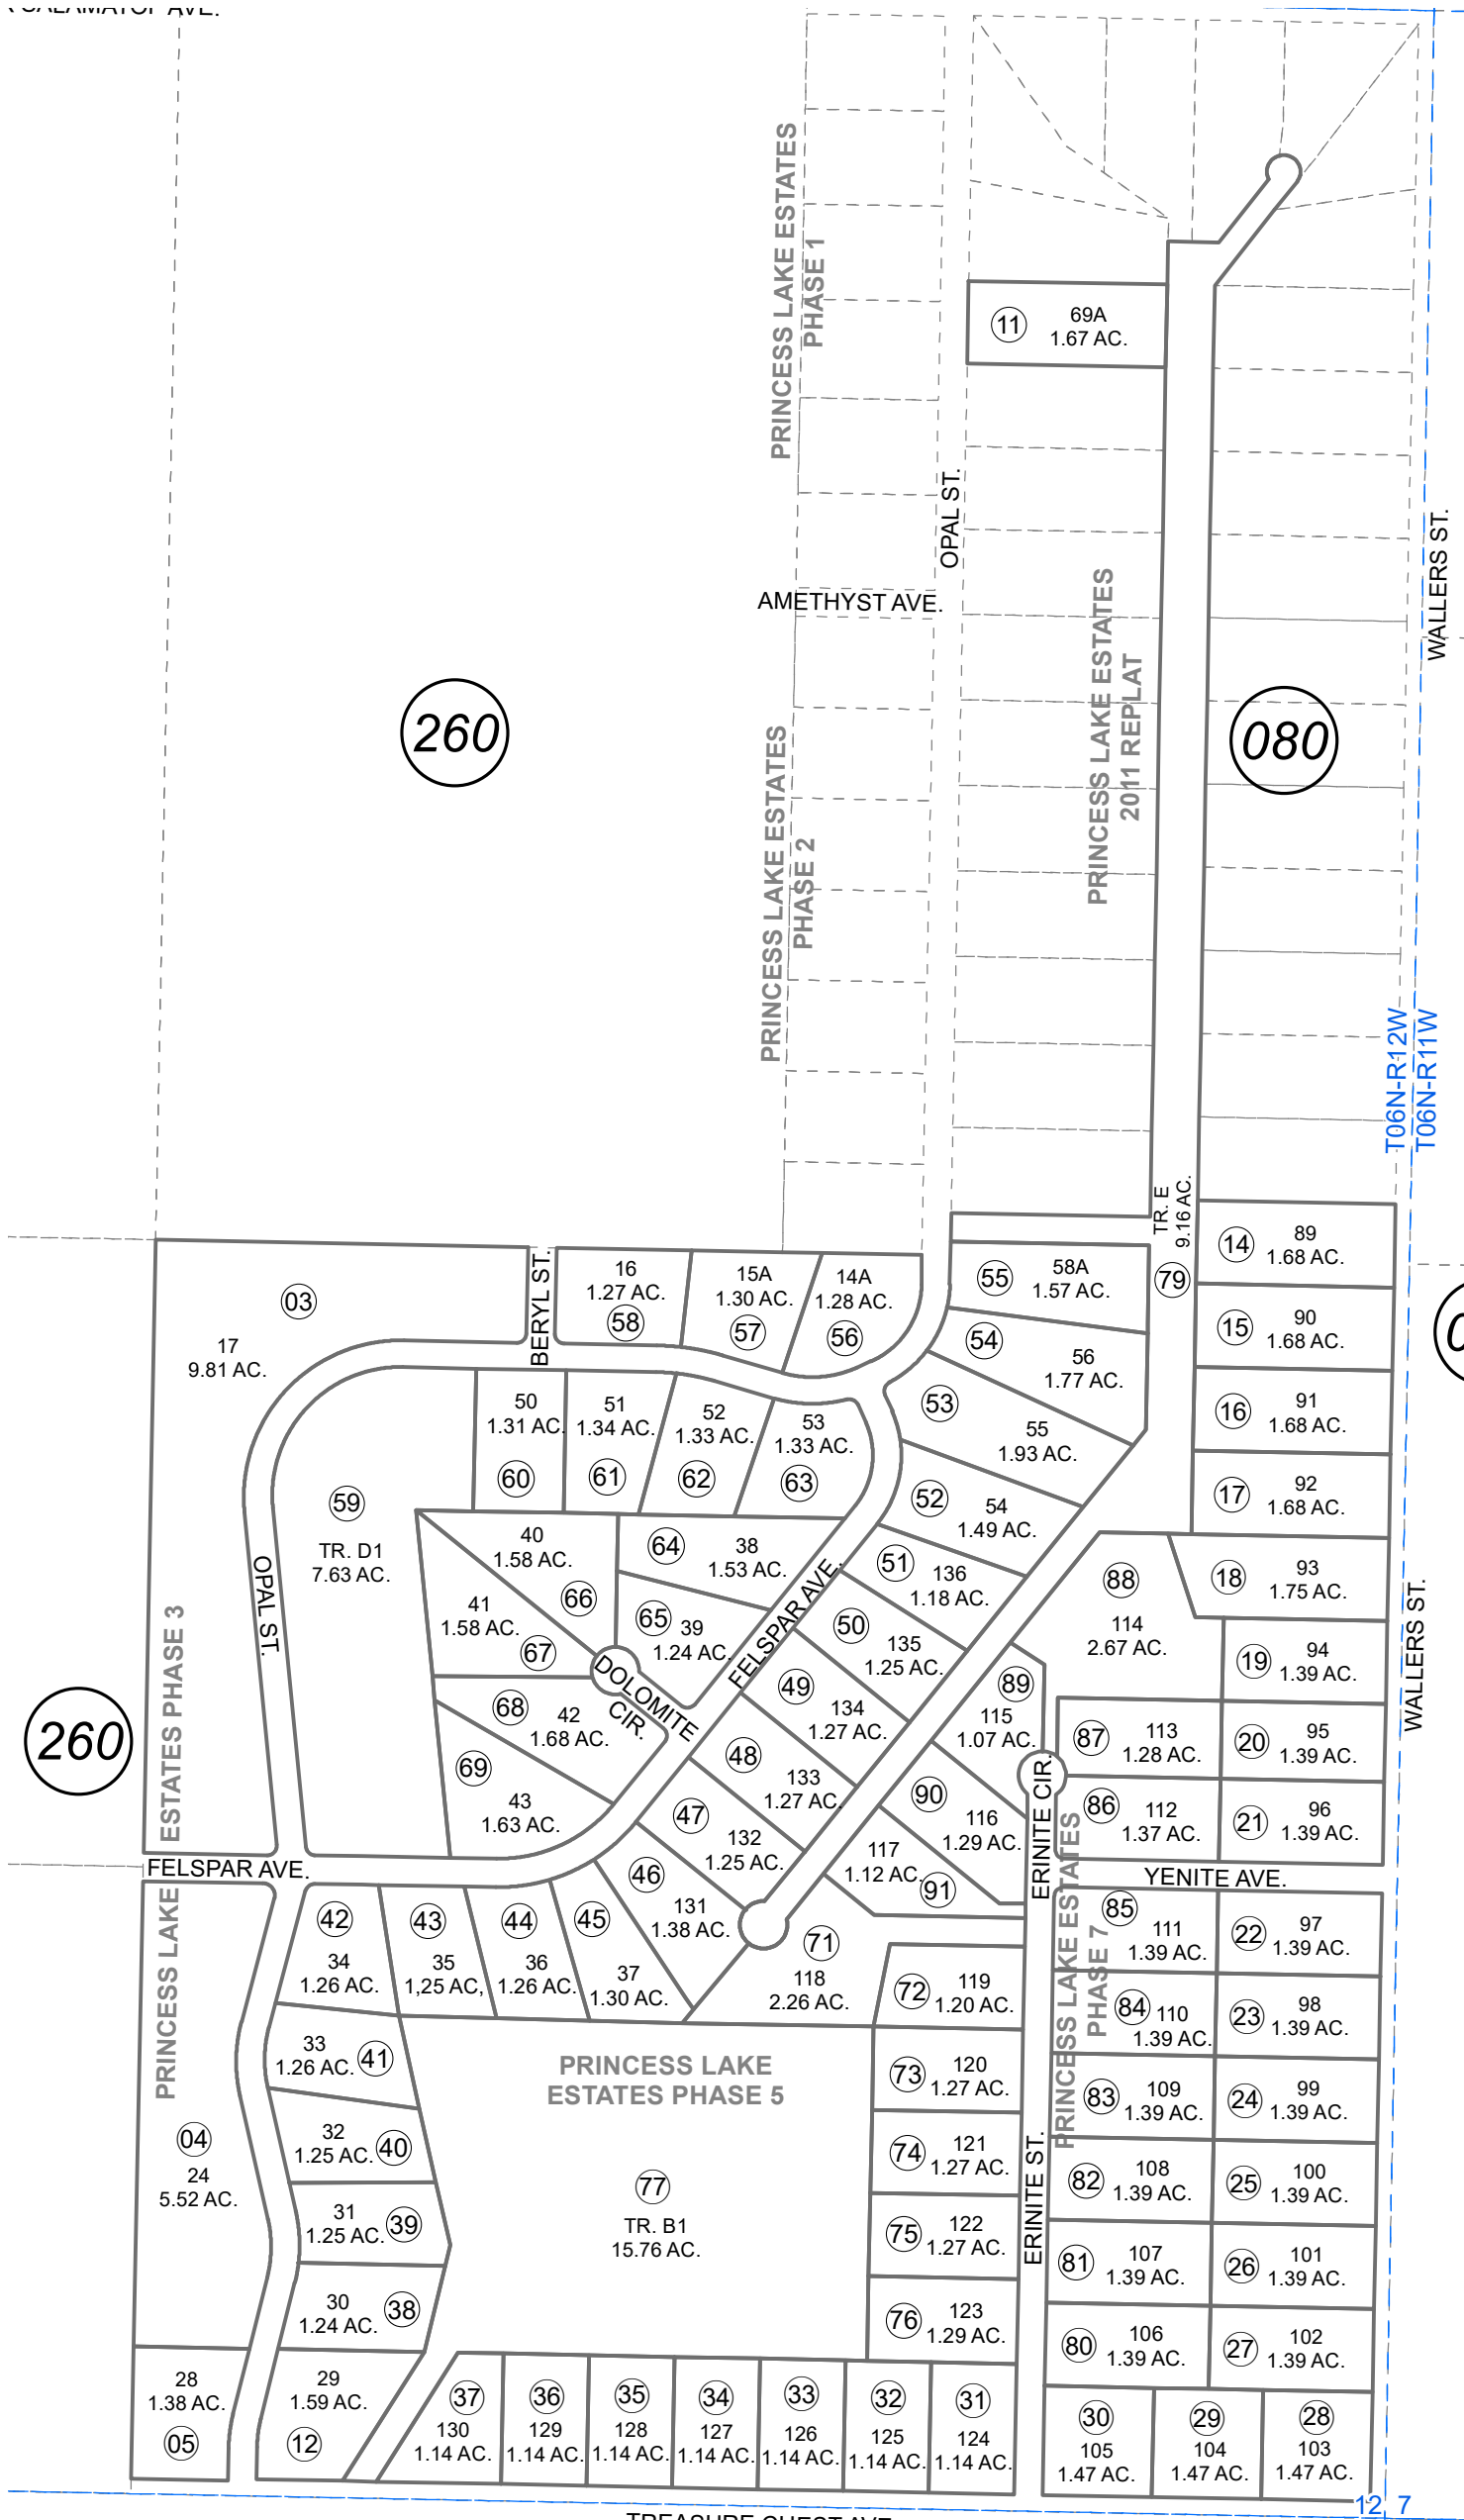 PRINCESS LAKE ESTATES
PHASE 1
11
69A
1.67 AC.
OPAL ST.
WALLERS ST.
AMETHYST AVE.
PRINCESS LAKE ESTATES
2011 REPLAT
260
080
PRINCESS LAKE ESTATES
PHASE 2
T06N-R12W
T06N-R11W
TR. E
9.16 AC.
79
14
89
1.68 AC.
15
90
1.68 AC.
16
91
1.68 AC.
17
92
1.68 AC.
18
93
1.75 AC.
19
94
1.39 AC.
20
95
1.39 AC.
21
96
1.39 AC.
WALLERS ST.
03
17
9.81 AC.
BERYL ST.
16
1.27 AC.
58
15A
1.30 AC.
57
14A
1.28 AC.
56
55
58A
1.57 AC.
54
56
1.77 AC.
53
55
1.93 AC.
52
54
1.49 AC.
51
136
1.18 AC.
50
135
1.25 AC.
49
134
1.27 AC.
48
133
1.27 AC.
47
132
1.25 AC.
46
131
1.38 AC.
50
1.31 AC.
60
51
1.34 AC.
61
52
1.33 AC.
62
53
1.33 AC.
63
59
TR. D1
7.63 AC.
OPAL ST.
40
1.58 AC.
66
64
38
1.53 AC.
65
39
1.24 AC.
41
1.58 AC.
67
68
42
1.68 AC.
69
43
1.63 AC.
DOLOMITE
CIR.
FELSPAR AVE.
88
114
2.67 AC.
89
115
1.07 AC.
87
113
1.28 AC.
86
112
1.37 AC.
90
116
1.29 AC.
117
1.12 AC.
91
ERINITE CIR.
YENITE AVE.
260
ESTATES PHASE 3
PRINCESS LAKE
FELSPAR AVE.
42
34
1.26 AC.
43
35
1,25 AC,
44
36
1.26 AC.
45
37
1.30 AC.
71
118
2.26 AC.
72
119
1.20 AC.
85
111
1.39 AC.
22
97
1.39 AC.
84
110
1.39 AC.
23
98
1.39 AC.
PRINCESS LAKE ESTATES
PHASE 7
33
1.26 AC.
41
PRINCESS LAKE
ESTATES PHASE 5
73
120
1.27 AC.
83
109
1.39 AC.
24
99
1.39 AC.
04
24
5.52 AC.
32
1.25 AC.
40
77
TR. B1
15.76 AC.
74
121
1.27 AC.
ERINITE ST.
82
108
1.39 AC.
25
100
1.39 AC.
31
1.25 AC.
39
75
122
1.27 AC.
81
107
1.39 AC.
26
101
1.39 AC.
30
1.24 AC.
38
76
123
1.29 AC.
80
106
1.39 AC.
27
102
1.39 AC.
28
1.38 AC.
05
29
1.59 AC.
12
37
130
1.14 AC.
36
129
1.14 AC.
35
128
1.14 AC.
34
127
1.14 AC.
33
126
1.14 AC.
32
125
1.14 AC.
31
124
1.14 AC.
30
105
1.47 AC.
29
104
1.47 AC.
28
103
1.47 AC.
12
7